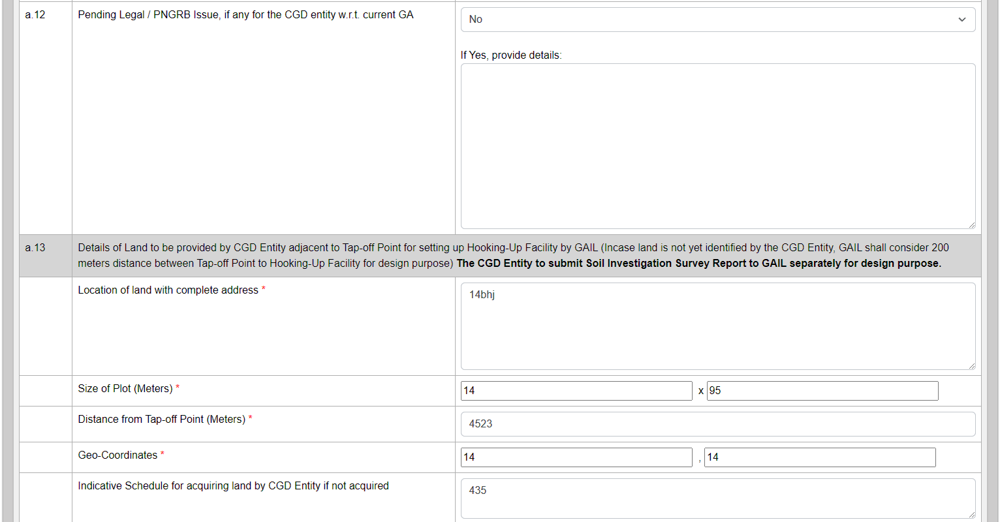 a.12
Pending Legal / PNGRB Issue, if any for the CGD entity w.r.t. current GA
No
If Yes, provide details:
a.13
Details of Land to be provided by CGD Entity adjacent to Tap-off Point for setting up Hooking-Up Facility by GAIL (Incase land is not yet identified by the CGD Entity, GAIL shall consider 200
meters distance between Tap-off Point to Hooking-Up Facility for design purpose) The CGD Entity to submit Soil Investigation Survey Report to GAIL separately for design purpose.
Location of land with complete address *
14bhj
Size of Plot (Meters) *
14 x 95
Distance from Tap-off Point (Meters) *
4523
Geo-Coordinates *
14 , 14
Indicative Schedule for acquiring land by CGD Entity if not acquired
435